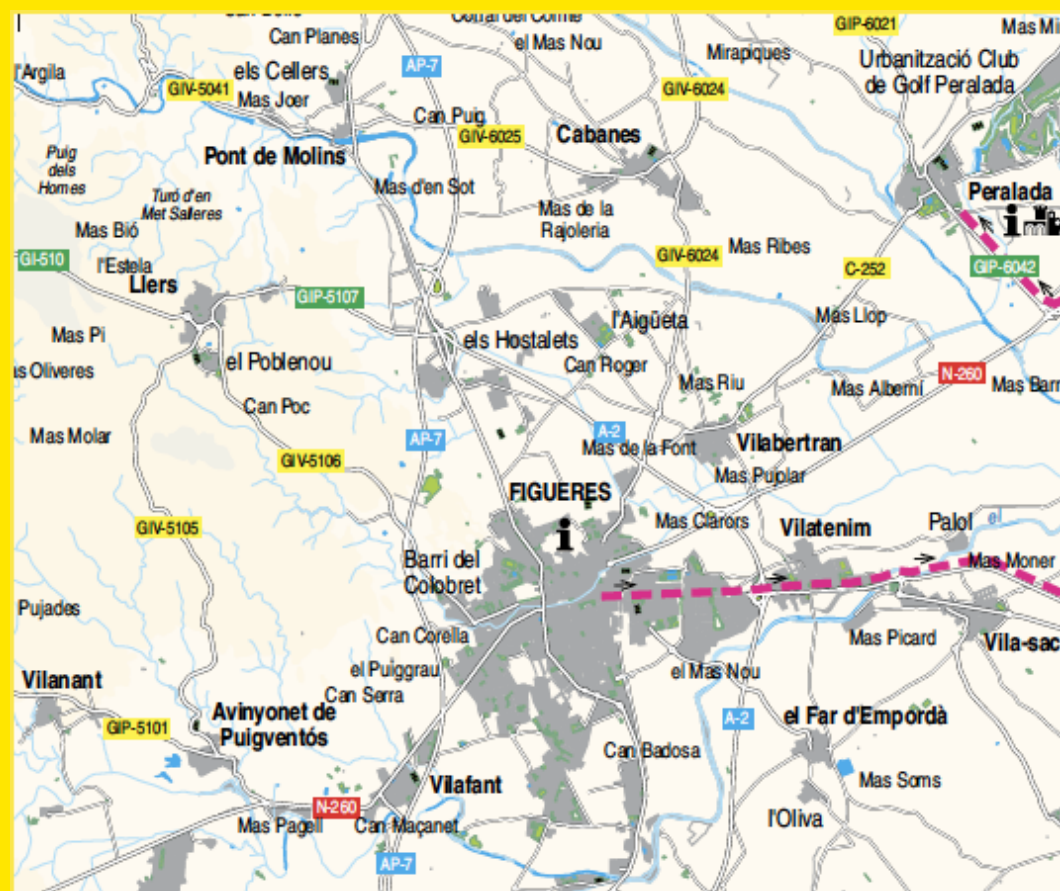 GIP-6021
Can Planes
el Mas Nou
Mirapiques
Urbanització Club
de Golf Peralada
l'Argila
els Cellers
AP-7
GIV-5041
Mas Joer
GIV-6024
Can Puig
GIV-6025
Cabanes
Pont de Molins
Puig
dels
Homes
Turó d'en
Met Salleres
Mas d'en Sot
Peralada
Mas de la
Rajoleria
Mas Bió
Mas Ribes
GI-510
l'Estela
GIV-6024
C-252
GIP-6042
Llers
GIP-5107
Mas Llop
l'Aigüeta
Mas Pi
els Hostalets
el Poblenou
Can Roger
Oliveres
Mas Riu
N-260
Mas Alberní
Mas
Can Poc
Mas Molar
AP-7
A-2
Mas de la Font
Vilabertran
GIV-5106
Mas Pujolar
FIGUERES
Mas Clarors
Vilatenim
Palol
el
GIV-5105
Barri del
Colobret
Mas Moner
Pujades
Can Corella
Mas Picard
Vila-sac
el Puiggrau
el Mas Nou
Vilanant
Can Serra
Avinyonet de
Puigventós
A-2
el Far d'Empordà
GIP-5101
Can Badosa
Vilafant
Mas Soms
N-260
Mas Pagell
Can Maçanet
l'Oliva
AP-7